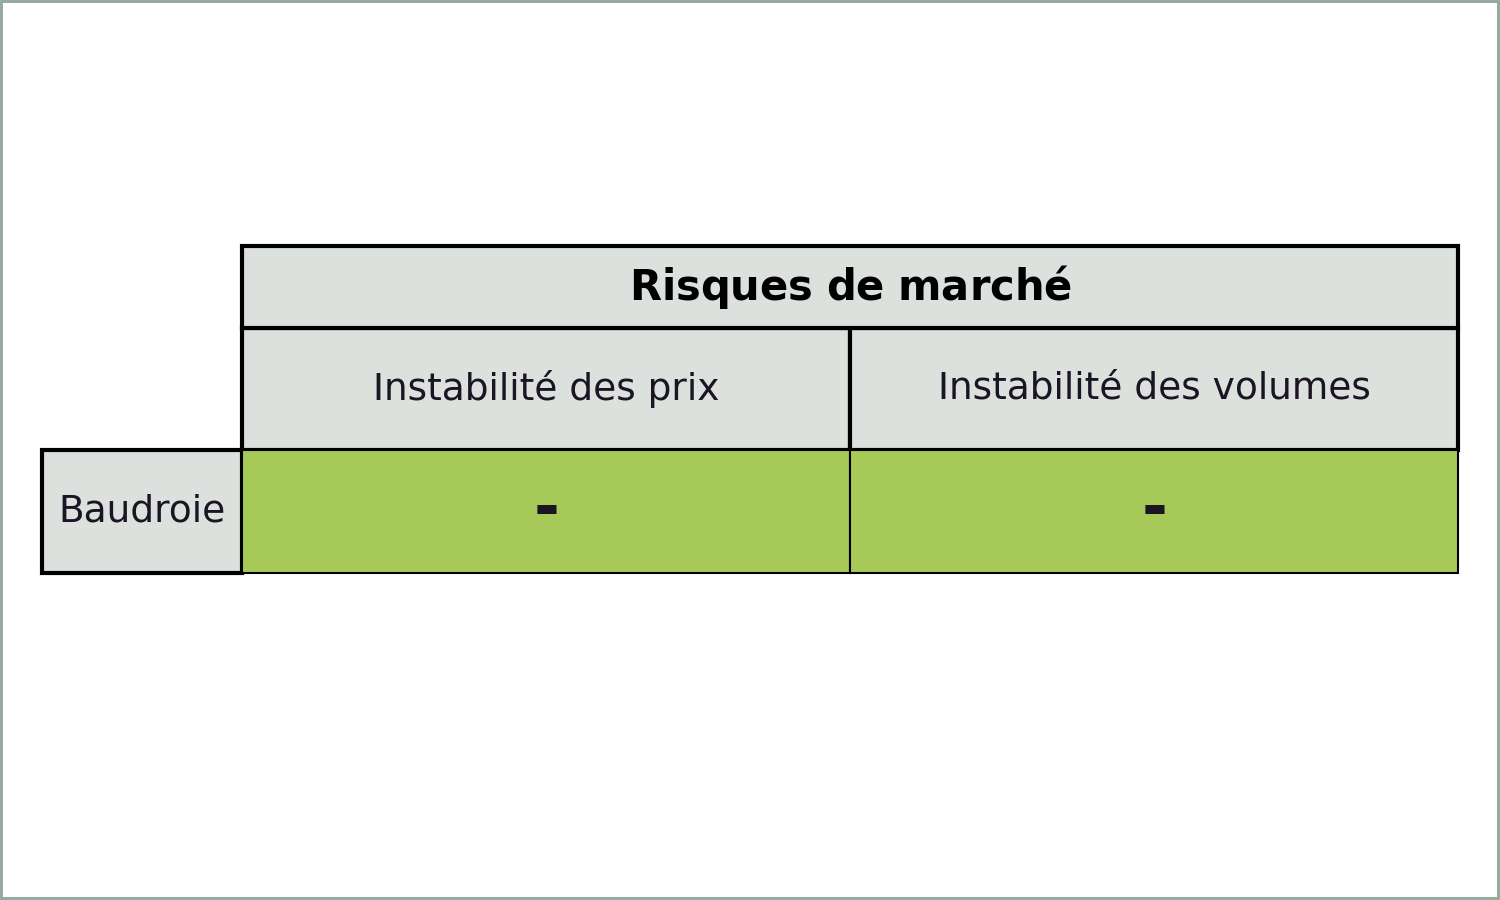 Risques de marché
Instabilité des prix
Instabilité des volumes
Baudroie
-
-